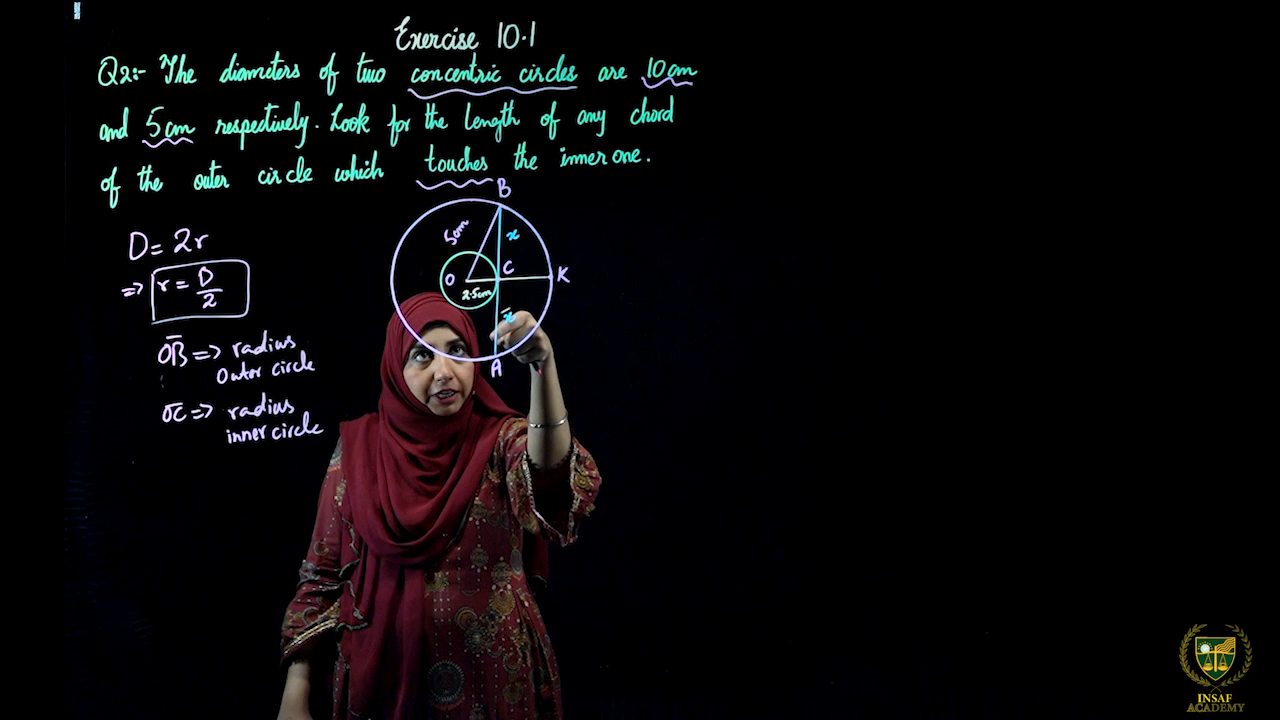 Exercise 10.1
Q2:- The diameters of two concentric circles are 10cm
and 5cm respectively. Look for the length of any chord
of the outer circle which touches the inner one.
D = 2r
=> r = D/2
OB => radius
outer circle
OC => radius
inner circle
B
5cm
x
O
C
K
2.5cm
x
A
INSAF
ACADEMY